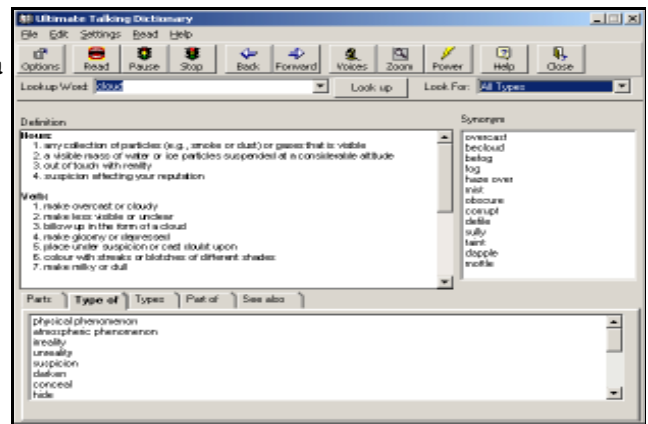 Ultimate Talking Dictionary
File Edit Settings Read Help
Options Read Pause Stop Back Forward Voices Zoom Power Help Close
a
Lookup Word: cloud Look up Look For: All Types
Definition
Synonyms
Nouns:
1. any collection of particles (e.g., smoke or dust) or gases that is visible
2. a visible mass of water or ice particles suspended at a considerable altitude
3. out of touch with reality
4. suspicion affecting your reputation
Verbs:
1. make overcast or cloudy
2. make less visible or unclear
3. billow up in the form of a cloud
4. make gloomy or depressed
5. place under suspicion or cast doubt upon
6. colour with streaks or blotches of different shades
7. make milky or dull
overcast
becloud
befog
fog
haze over
mist
obscure
corrupt
defile
sully
taint
dapple
mottle
Parts Type of Types Part of See also
physical phenomenon
atmospheric phenomenon
irreality
unreality
suspicion
darken
conceal
hide